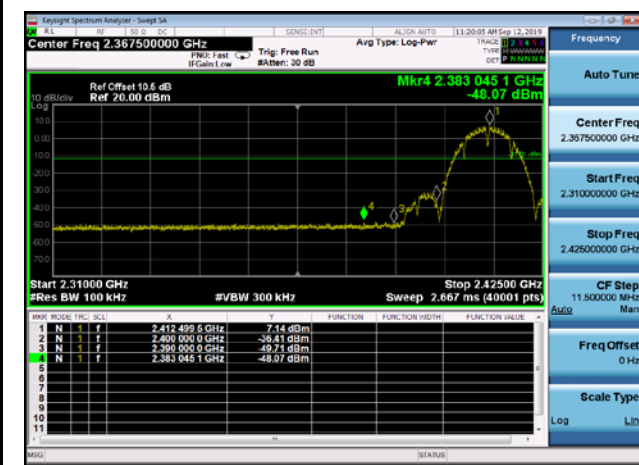 Keysight Spectrum Analyzer - Swept SA
RL RF 50 Ω DC SENSE:INT ALIGN AUTO 11:20:05 AM Sep 12, 2019
Center Freq 2.367500000 GHz
PNO: Fast
IFGain:Low
Trig: Free Run
#Atten: 30 dB
Avg Type: Log-Pwr
TRACE 1 2 3 4 5 6
TYPE
DET P N N N N N
Frequency
Auto Tune
Center Freq
2.367500000 GHz
Start Freq
2.310000000 GHz
Stop Freq
2.425000000 GHz
CF Step
11.500000 MHz
Auto Man
Freq Offset
0 Hz
Scale Type
Log Lin
Mkr4 2.383 045 1 GHz
-48.07 dBm
Ref Offset 10.6 dB
10 dB/div Ref 20.00 dBm
Log
10.0
0.00
-10.0
-20.0
-30.0
-40.0
-50.0
-60.0
-70.0
1
4
3
Start 2.31000 GHz Stop 2.42500 GHz
#Res BW 100 kHz #VBW 300 kHz Sweep 2.667 ms (40001 pts)
MKR MODE TRC SCL X Y FUNCTION FUNCTION WIDTH FUNCTION VALUE
1 N 1 f 2.412 499 5 GHz 7.14 dBm
2 N 1 f 2.400 000 0 GHz -36.41 dBm
3 N 1 f 2.390 000 0 GHz -49.71 dBm
4 N 1 f 2.383 045 1 GHz -48.07 dBm
5
6
7
8
9
10
11
MSG STATUS